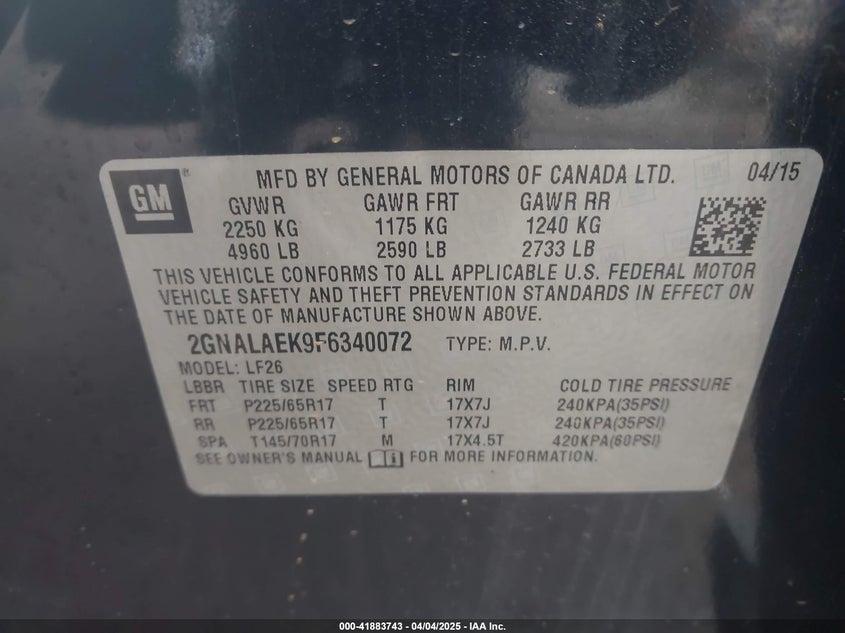 GM MFD BY GENERAL MOTORS OF CANADA LTD. 04/15
GVWR GAWR FRT GAWR RR
2250 KG 1175 KG 1240 KG
4960 LB 2590 LB 2733 LB
THIS VEHICLE CONFORMS TO ALL APPLICABLE U.S. FEDERAL MOTOR
VEHICLE SAFETY AND THEFT PREVENTION STANDARDS IN EFFECT ON
THE DATE OF MANUFACTURE SHOWN ABOVE.
2GNALAEK9F6340072 TYPE: M.P.V.
MODEL: LF26
LBBR TIRE SIZE SPEED RTG RIM COLD TIRE PRESSURE
FRT P225/65R17 T 17X7J 240KPA(35PSI)
RR P225/65R17 T 17X7J 240KPA(35PSI)
SPA T145/70R17 M 17X4.5T 420KPA(60PSI)
SEE OWNER'S MANUAL FOR MORE INFORMATION.
000-41883743 - 04/04/2025 - IAA Inc.